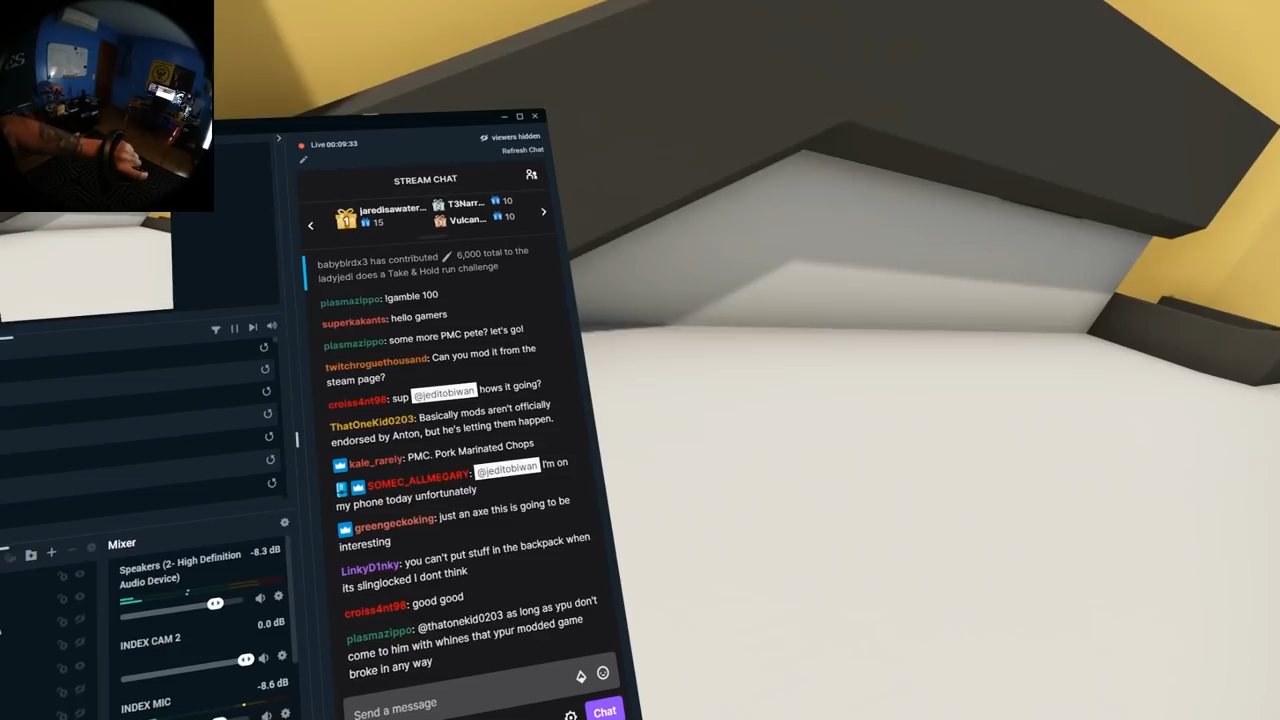 ES
Live 00:09:33
viewers hidden
Refresh Chat
STREAM CHAT
jaredisawater...
15
T3Narr...
10
Vulcan...
10
babybirdx3 has contributed 6,000 total to the
ladyjedi does a Take & Hold run challenge
plasmazippo: !gamble 100
superkakants: hello gamers
plasmazippo: some more PMC pete? let's go!
twitchroguethousand: Can you mod it from the
steam page?
croiss4nt98: sup @jeditobiwan hows it going?
ThatOneKid0203: Basically mods aren't officially
endorsed by Anton, but he's letting them happen.
kale_rarely: PMC. Pork Marinated Chops
SOMEC_ALLMEGARY: @jeditobiwan I'm on
my phone today unfortunately
greengeckoking: just an axe this is going to be
interesting
LinkyD1nky: you can't put stuff in the backpack when
its slinglocked I dont think
croiss4nt98: good good
plasmazippo: @thatonekid0203 as long as ypu don't
come to him with whines that ypur modded game
broke in any way
Send a message
Chat
Mixer
Speakers (2- High Definition
Audio Device)
-8.3 dB
INDEX CAM 2
0.0 dB
INDEX MIC
-8.6 dB